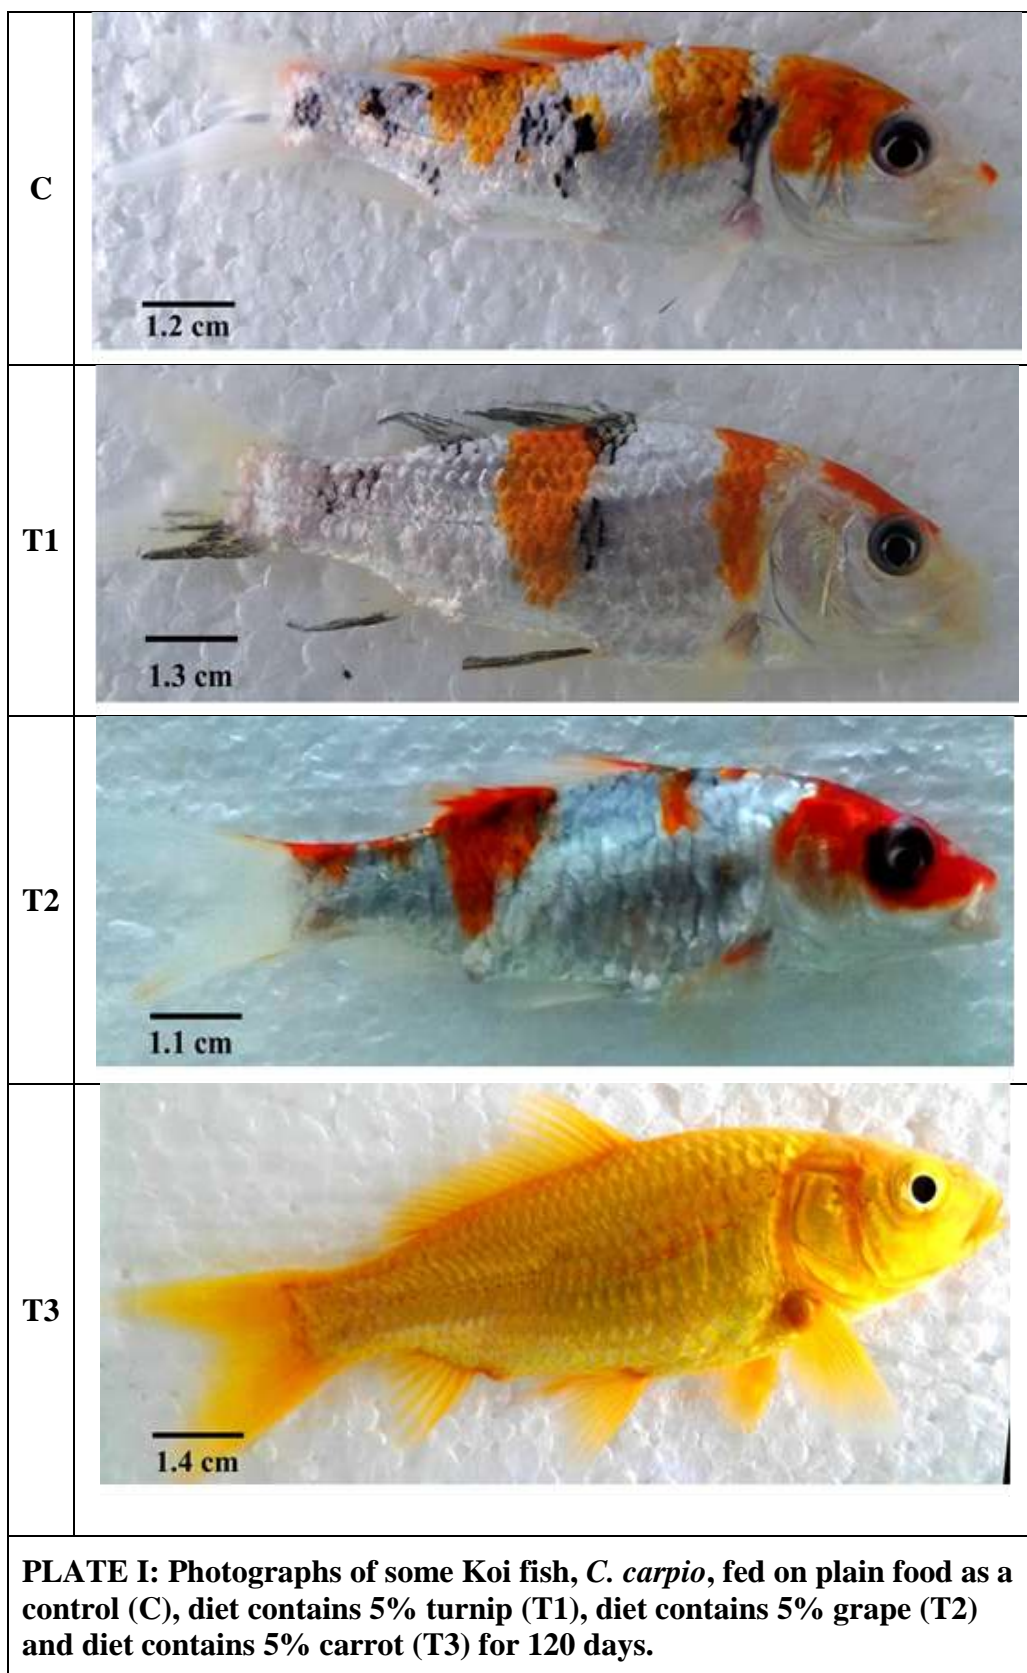 C
1.2 cm
T1
1.3 cm
T2
1.1 cm
T3
1.4 cm
PLATE I: Photographs of some Koi fish, C. carpio, fed on plain food as a
control (C), diet contains 5% turnip (T1), diet contains 5% grape (T2)
and diet contains 5% carrot (T3) for 120 days.